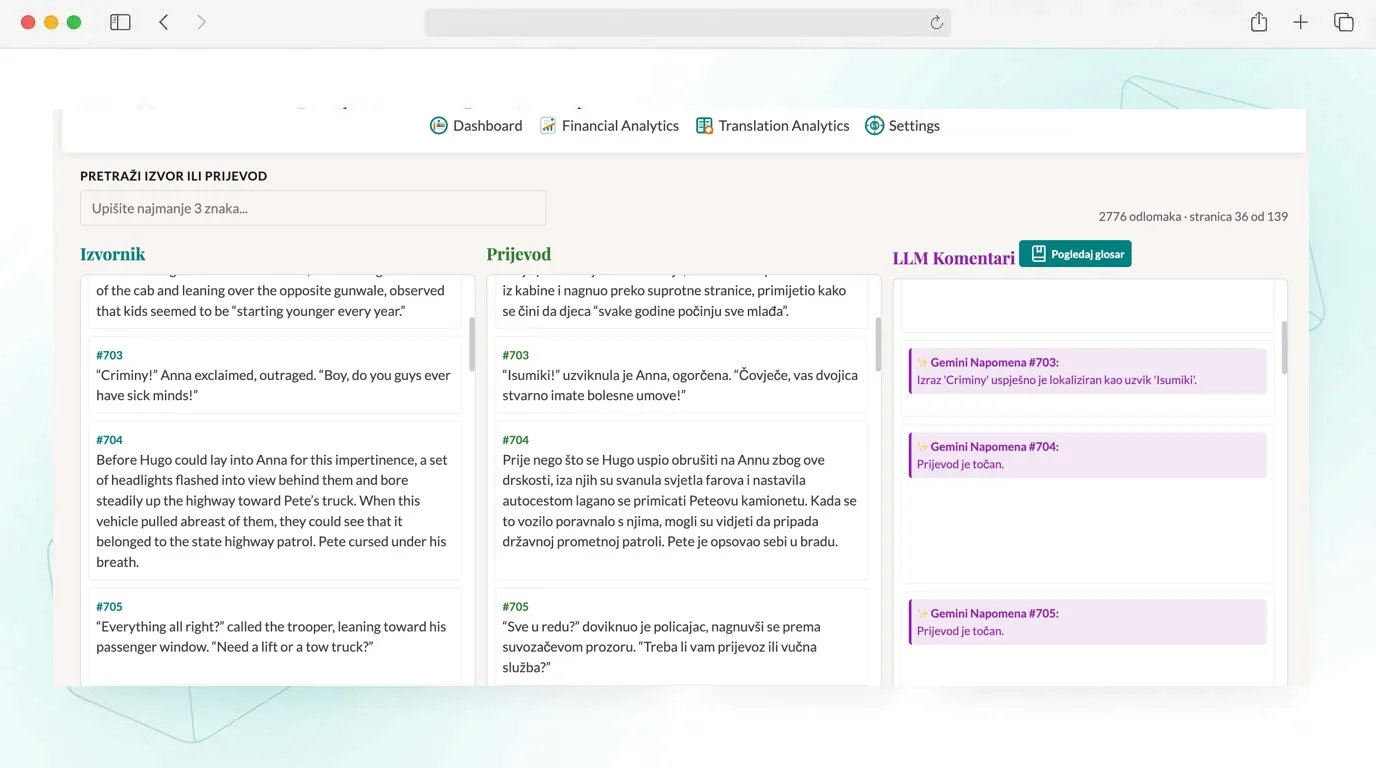 Dashboard
Financial Analytics
Translation Analytics
Settings
PRETRAŽI IZVOR ILI PRIJEVOD
Upišite najmanje 3 znaka...
2776 odlomaka · stranica 36 od 139
Izvornik
of the cab and leaning over the opposite gunwale, observed
that kids seemed to be “starting younger every year.”
#703
“Criminy!” Anna exclaimed, outraged. “Boy, do you guys ever
have sick minds!”
#704
Before Hugo could lay into Anna for this impertinence, a set
of headlights flashed into view behind them and bore
steadily up the highway toward Pete’s truck. When this
vehicle pulled abreast of them, they could see that it
belonged to the state highway patrol. Pete cursed under his
breath.
#705
“Everything all right?” called the trooper, leaning toward his
passenger window. “Need a lift or a tow truck?”
Prijevod
iz kabine i nagnuo preko suprotne stranice, primijetio kako
se čini da djeca “svake godine počinju sve mlađa”.
#703
“Isumiki!” uzviknula je Anna, ogorčena. “Čovječe, vas dvojica
stvarno imate bolesne umove!”
#704
Prije nego što se Hugo uspio obrušiti na Annu zbog ove
drskosti, iza njih su svanula svjetla farova i nastavila
autocestom lagano se primicati Peteovu kamionetu. Kada se
to vozilo poravnalo s njima, mogli su vidjeti da pripada
državnoj prometnoj patroli. Pete je opsovao sebi u bradu.
#705
“Sve u redu?” doviknuo je policajac, nagnuvši se prema
suvozačevom prozoru. “Treba li vam prijevoz ili vučna
služba?”
LLM Komentari
Pogledaj glosar
Gemini Napomena #703:
Izraz 'Criminy' uspješno je lokaliziran kao uzvik 'Isumiki'.
Gemini Napomena #704:
Prijevod je točan.
Gemini Napomena #705:
Prijevod je točan.